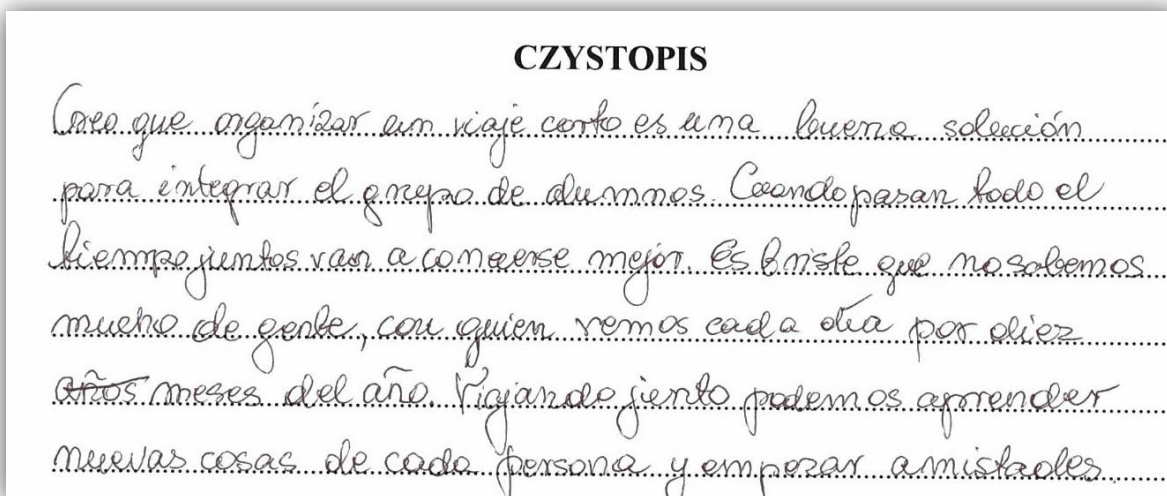 CZYSTOPIS
Creo que organizar un viaje corto es una buena solución
para integrar el grupo de alumnos. Cuando pasan todo el
tiempo juntos van a conocerse mejor. Es triste que no sabemos
mucho de gente, con quien vemos cada día por diez
años meses del año. Viajando jiento podemos aprender
nuevas cosas de cada persona y empezar amistades.